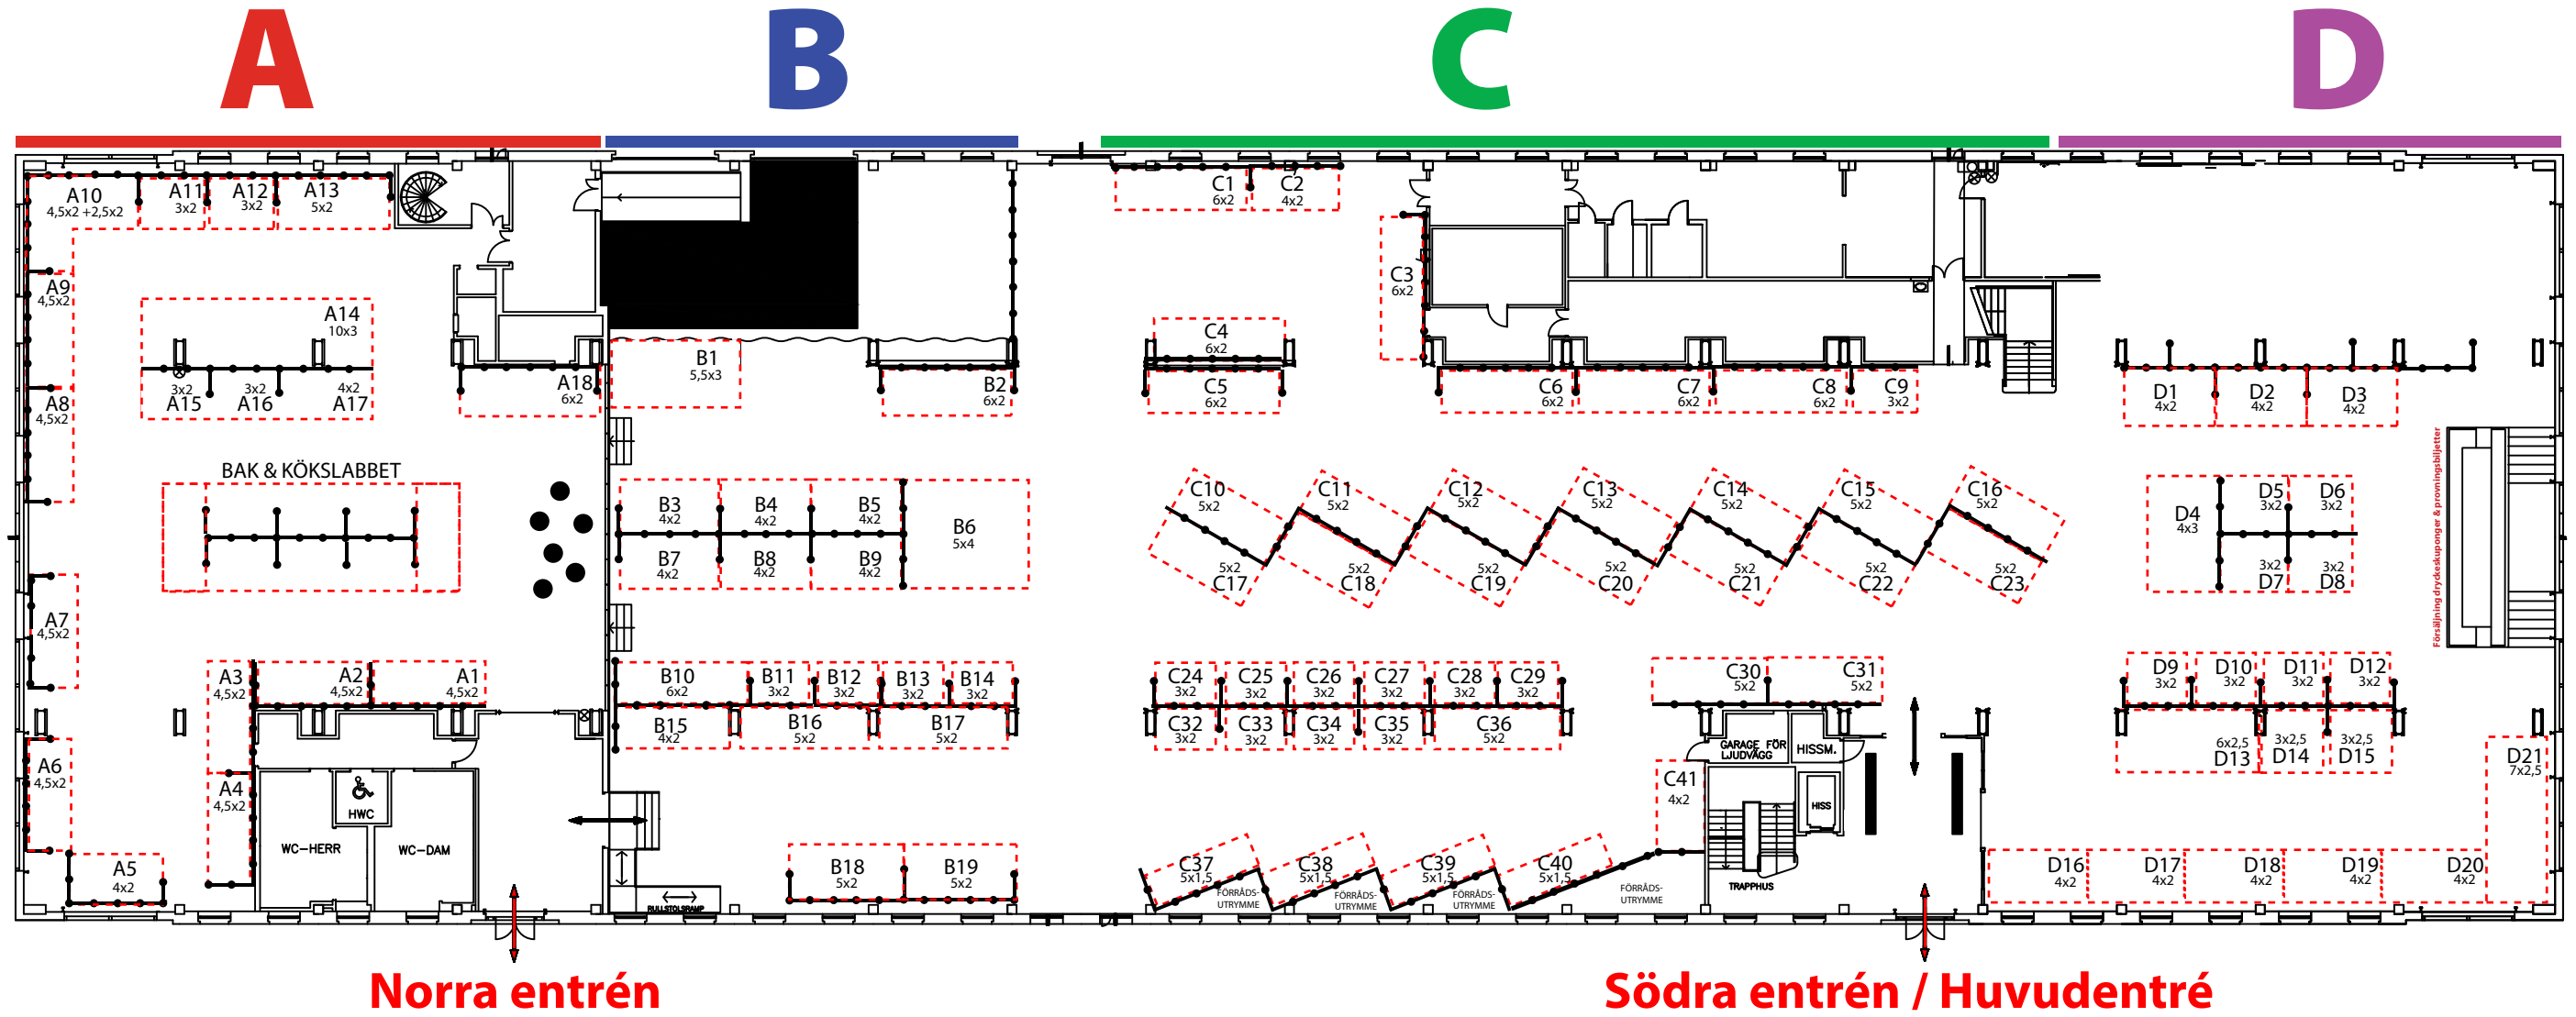 A
B
C
D
A10
4,5x2 +2,5x2
A11
3x2
A12
3x2
A13
5x2
A9
4,5x2
A14
10x3
A8
4,5x2
3x2
A15
3x2
A16
4x2
A17
A18
6x2
BAK & KÖKSLABBET
A7
4,5x2
A3
4,5x2
A2
4,5x2
A1
4,5x2
A6
4,5x2
A4
4,5x2
A5
4x2
HWC
WC-HERR
WC-DAM
B1
5,5x3
B2
6x2
B3
4x2
B4
4x2
B5
4x2
B6
5x4
B7
4x2
B8
4x2
B9
4x2
B10
6x2
B11
3x2
B12
3x2
B13
3x2
B14
3x2
B15
4x2
B16
5x2
B17
5x2
B18
5x2
B19
5x2
RULLSTOLSRAMP
C1
6x2
C2
4x2
C3
6x2
C4
6x2
C5
6x2
C6
6x2
C7
6x2
C8
6x2
C9
3x2
C10
5x2
C11
5x2
C12
5x2
C13
5x2
C14
5x2
C15
5x2
C16
5x2
5x2
C17
5x2
C18
5x2
C19
5x2
C20
5x2
C21
5x2
C22
5x2
C23
C24
3x2
C25
3x2
C26
3x2
C27
3x2
C28
3x2
C29
3x2
C30
5x2
C31
5x2
C32
3x2
C33
3x2
C34
3x2
C35
3x2
C36
5x2
GARAGE FÖR
LJUDVÄGG
HISSM.
C41
4x2
HISS
TRAPPHUS
C37
5x1,5
C38
5x1,5
C39
5x1,5
C40
5x1,5
FÖRRÅDS-
UTRYMME
FÖRRÅDS-
UTRYMME
FÖRRÅDS-
UTRYMME
FÖRRÅDS-
UTRYMME
D1
4x2
D2
4x2
D3
4x2
D4
4x3
D5
3x2
D6
3x2
3x2
D7
3x2
D8
Försäljning dryckeskuponger & provningsbiljetter
D9
3x2
D10
3x2
D11
3x2
D12
3x2
6x2,5
D13
3x2,5
D14
3x2,5
D15
D21
7x2,5
D16
4x2
D17
4x2
D18
4x2
D19
4x2
D20
4x2
Norra entrén
Södra entrén / Huvudentré